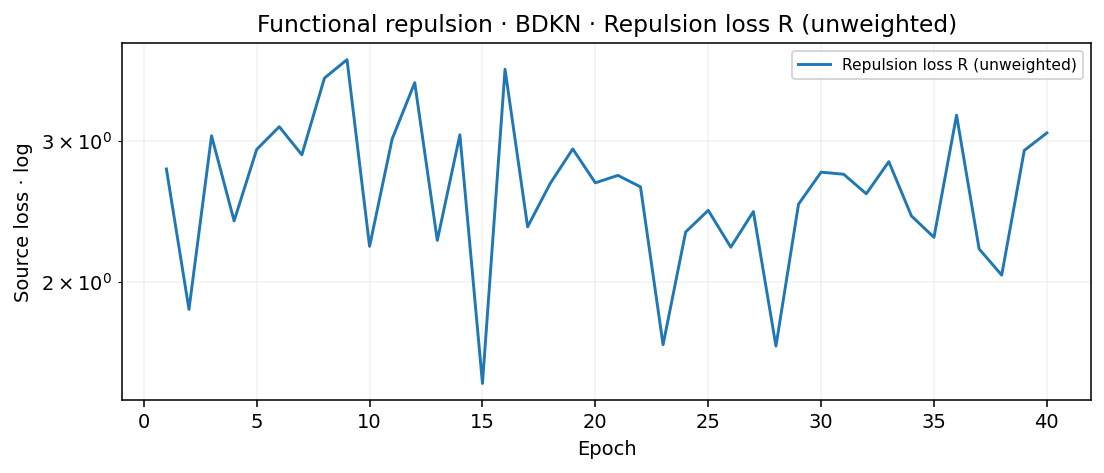 Functional repulsion · BDKN · Repulsion loss R (unweighted)
Repulsion loss R (unweighted)
Source loss · log
3 × 10⁰
2 × 10⁰
0 5 10 15 20 25 30 35 40
Epoch